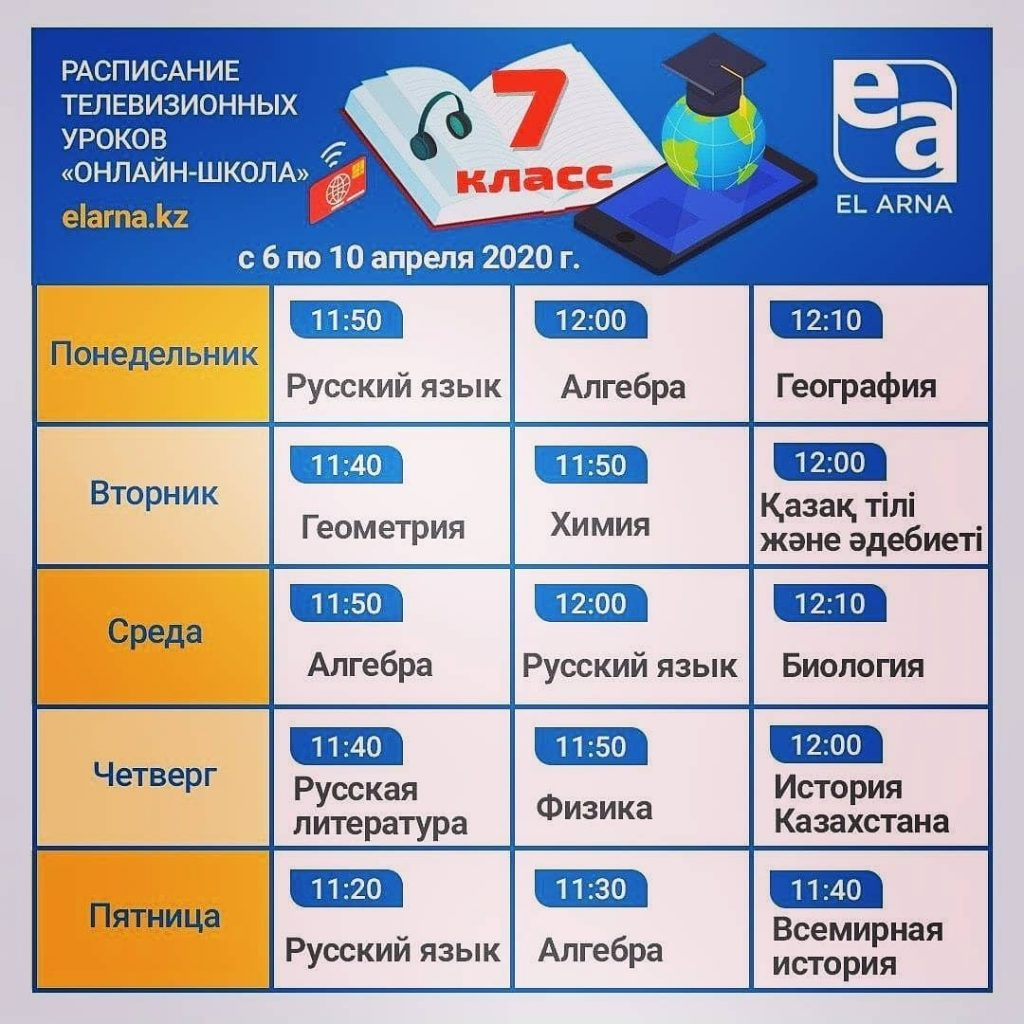 РАСПИСАНИЕ
ТЕЛЕВИЗИОННЫХ
УРОКОВ
«ОНЛАЙН-ШКОЛА»
elarna.kz
7
класс
ea
EL ARNA
с 6 по 10 апреля 2020 г.
Понедельник
11:50
Русский язык
12:00
Алгебра
12:10
География
Вторник
11:40
Геометрия
11:50
Химия
12:00
Қазақ тілі
және әдебиеті
Среда
11:50
Алгебра
12:00
Русский язык
12:10
Биология
Четверг
11:40
Русская
литература
11:50
Физика
12:00
История
Казахстана
Пятница
11:20
Русский язык
11:30
Алгебра
11:40
Всемирная
история